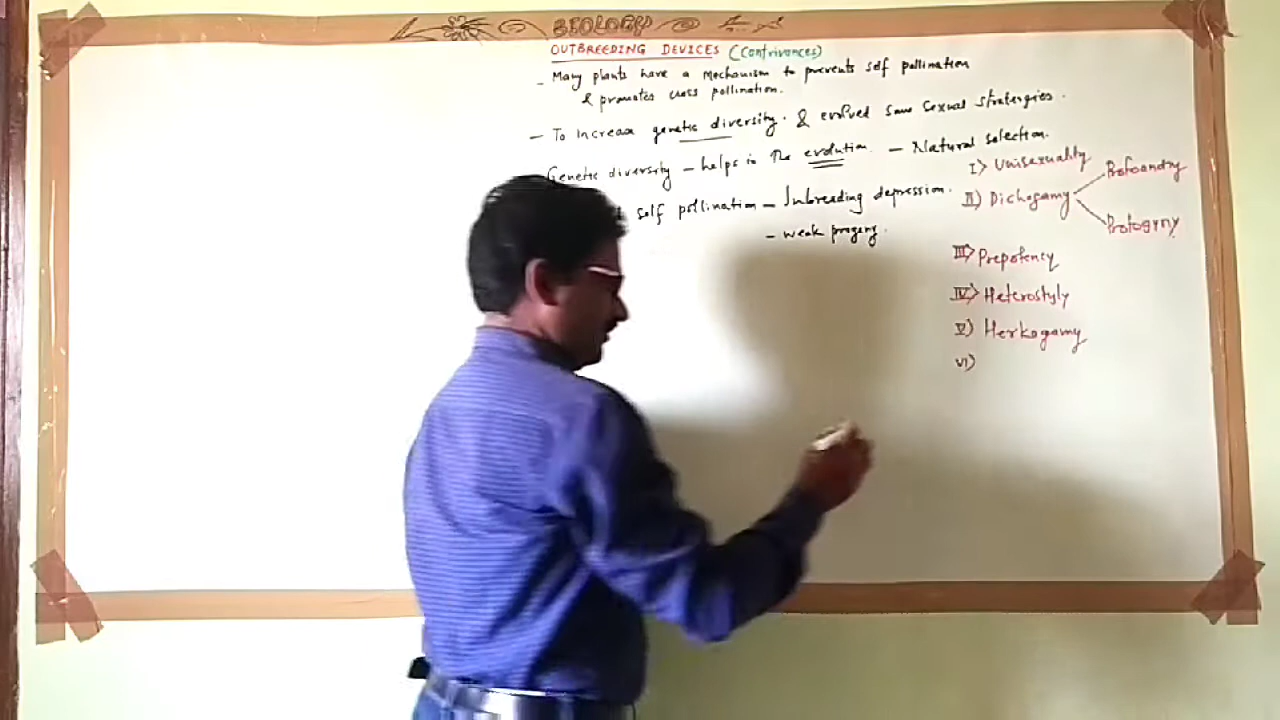 BIOLOGY
OUTBREEDING DEVICES (Contrivances)
- Many plants have a mechanism to prevents self pollination
& promotes cross pollination.
- To Increase genetic diversity. & evolved some sexual stratergies.
Genetic diversity - helps in the evolution. - Natural selection.
self pollination - Inbreading depression.
- weak progeny.
I) Unisexuality
II) Dichogamy
Protoandry
Protogyny
III) Prepotency
IV) Heterostyly
V) Herkogamy
VI)